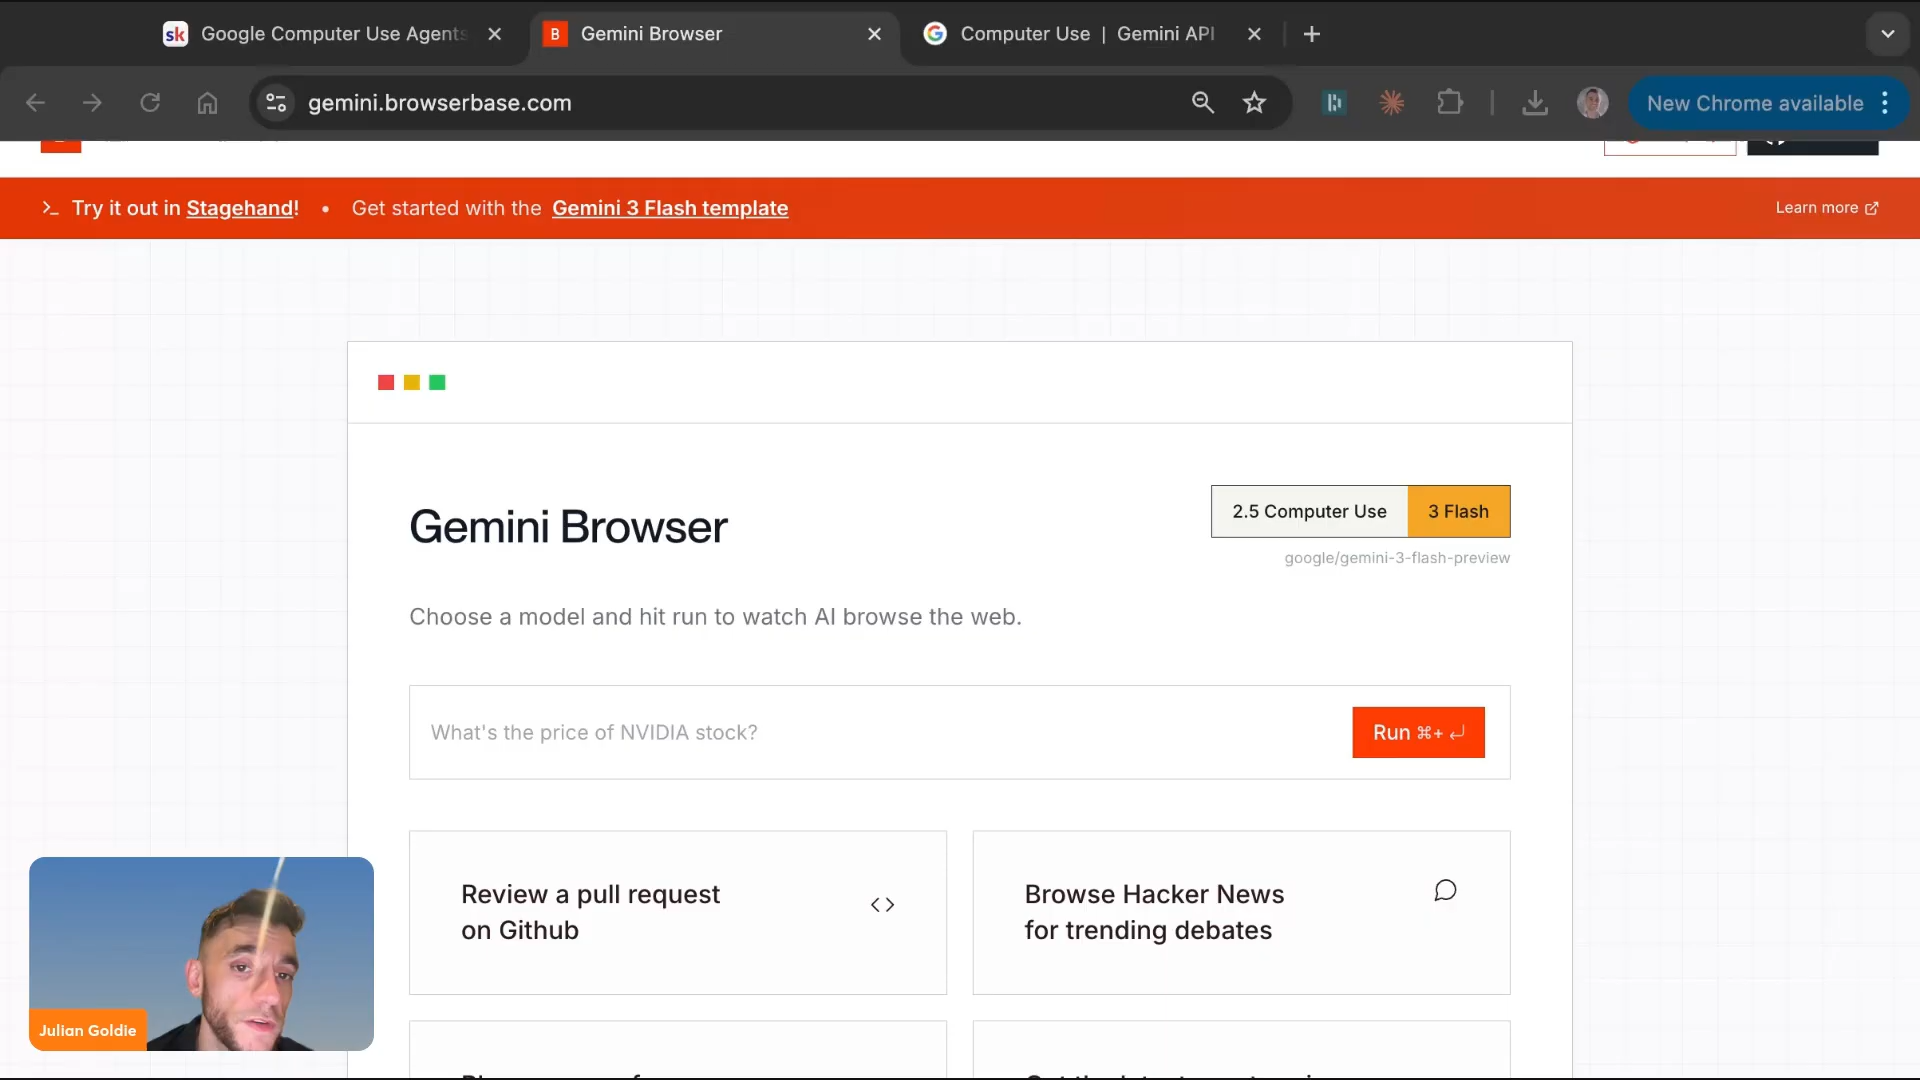 sk Google Computer Use Agents
B Gemini Browser
G Computer Use | Gemini API
gemini.browserbase.com
New Chrome available
>_ Try it out in Stagehand! • Get started with the Gemini 3 Flash template
Learn more
Gemini Browser
2.5 Computer Use
3 Flash
google/gemini-3-flash-preview
Choose a model and hit run to watch AI browse the web.
What's the price of NVIDIA stock?
Run ⌘+
Review a pull request
on Github
<>
Browse Hacker News
for trending debates
Julian Goldie